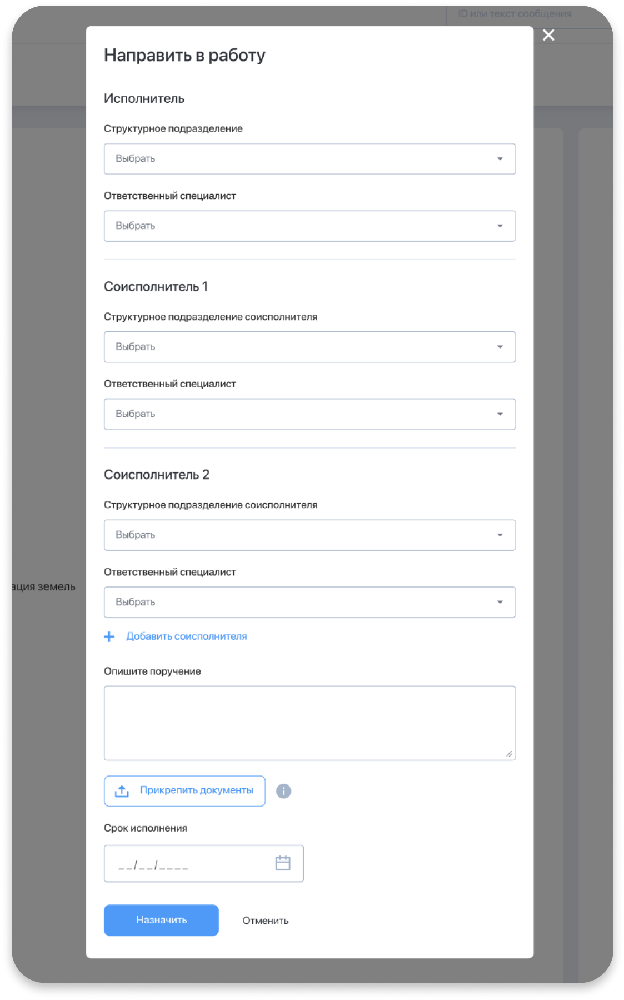 ID или текст сообщения
Направить в работу
Исполнитель
Структурное подразделение
Выбрать
Ответственный специалист
Выбрать
Соисполнитель 1
Структурное подразделение соисполнителя
Выбрать
Ответственный специалист
Выбрать
Соисполнитель 2
Структурное подразделение соисполнителя
Выбрать
Ответственный специалист
ация земель
Выбрать
Добавить соисполнителя
Опишите поручение
Прикрепить документы
Срок исполнения
__/__/____
Назначить Отменить